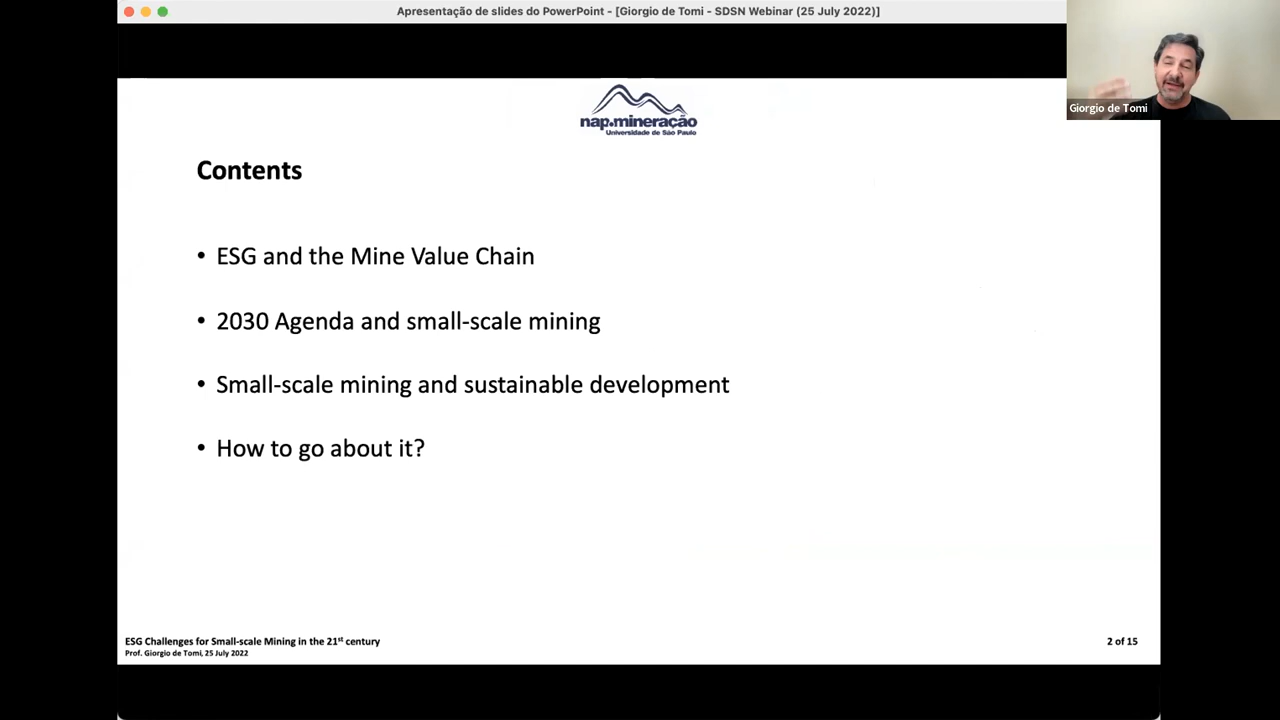 Apresentação de slides do PowerPoint - [Giorgio de Tomi - SDSN Webinar (25 July 2022)]
Giorgio de Tomi
nap.mineração
Universidade de São Paulo
Contents
• ESG and the Mine Value Chain
• 2030 Agenda and small-scale mining
• Small-scale mining and sustainable development
• How to go about it?
ESG Challenges for Small-scale Mining in the 21st century
Prof. Giorgio de Tomi, 25 July 2022
2 of 15